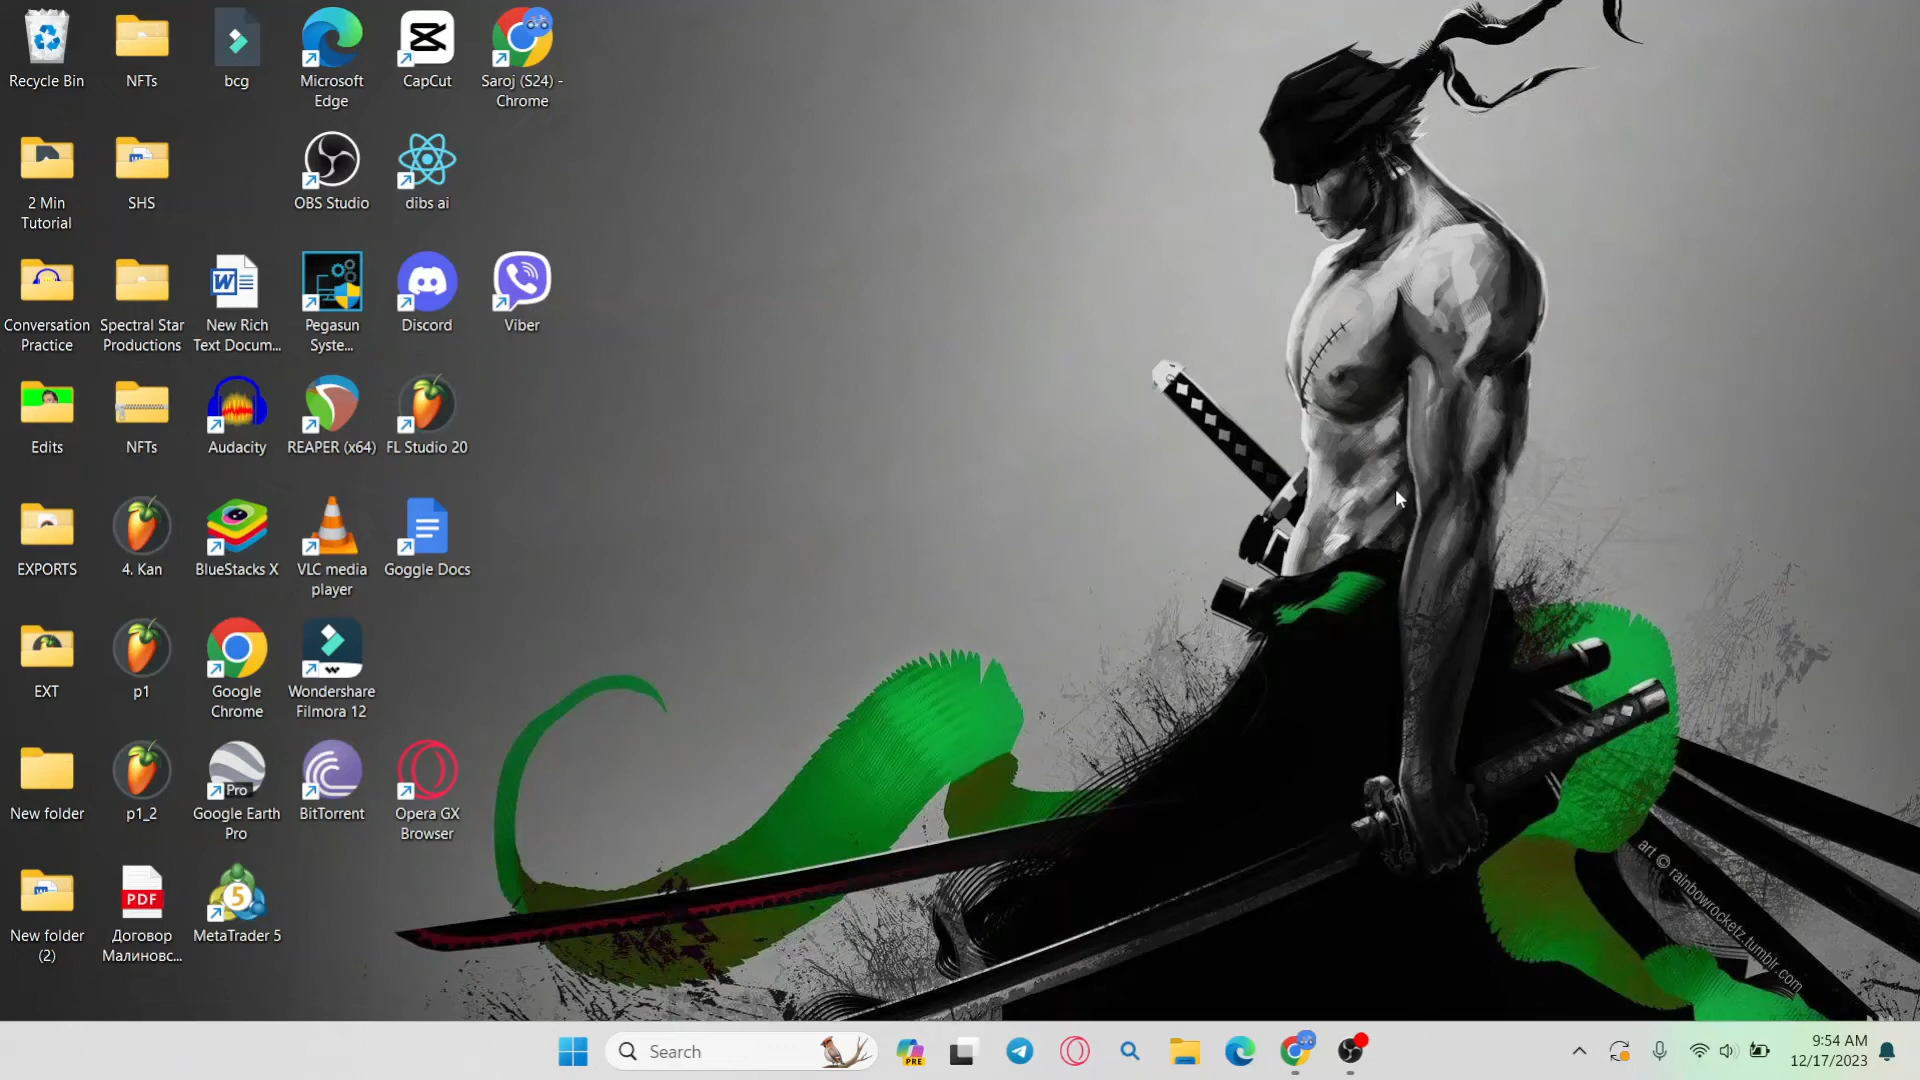 Recycle Bin
NFTs
bcg
Microsoft
Edge
CapCut
Saroj (S24) -
Chrome
2 Min
Tutorial
SHS
OBS Studio
dibs ai
Conversation
Practice
Spectral Star
Productions
New Rich
Text Docum...
Pegasun
Syste...
Discord
Viber
Edits
NFTs
Audacity
REAPER (x64)
FL Studio 20
EXPORTS
4. Kan
BlueStacks X
VLC media
player
Goggle Docs
EXT
p1
Google
Chrome
Wondershare
Filmora 12
New folder
p1_2
Pro
Google Earth
Pro
BitTorrent
Opera GX
Browser
New folder
(2)
PDF
Договор
Малиновс...
5
MetaTrader 5
art © rainbowrocketz.tumblr.com
Search
PRE
9:54 AM
12/17/2023